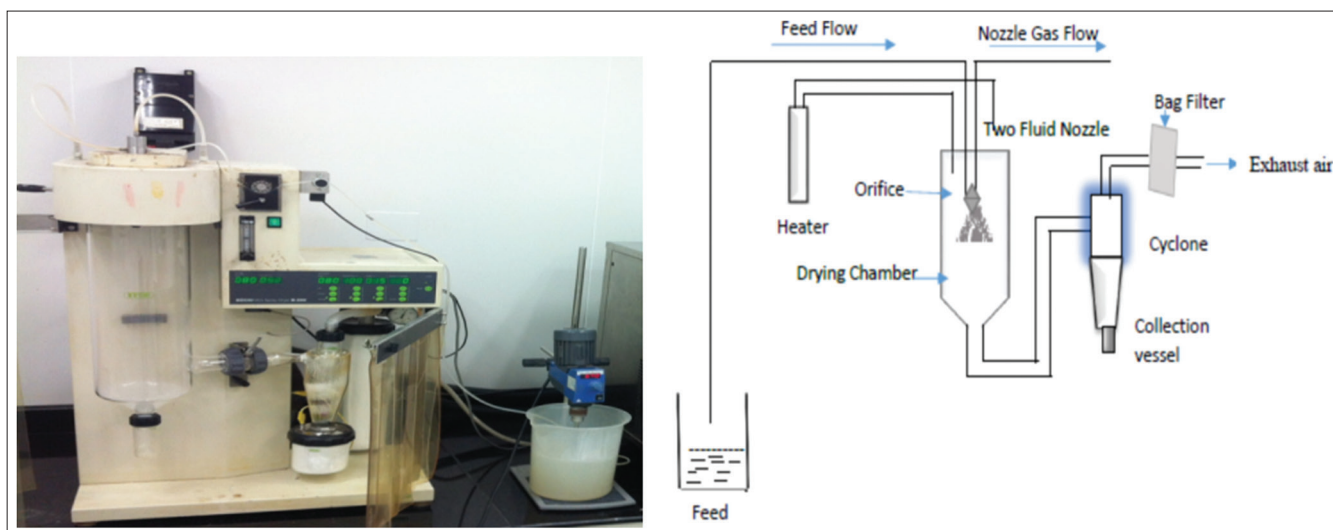 Feed Flow
Nozzle Gas Flow
Bag Filter
Two Fluid Nozzle
Exhaust air
Orifice
Heater
Cyclone
Drying Chamber
Collection
vessel
Feed